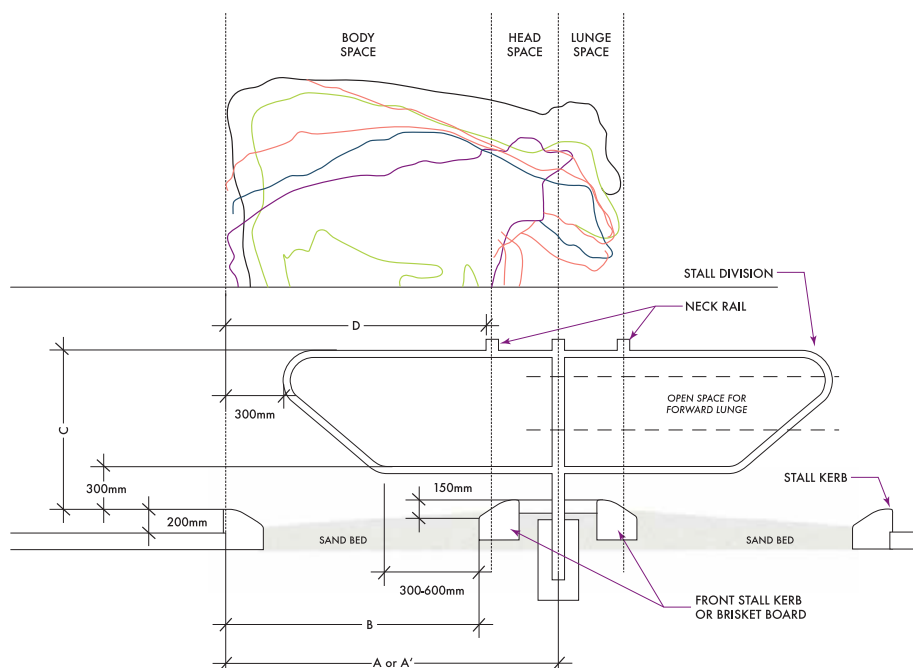 BODY
SPACE
HEAD
SPACE
LUNGE
SPACE
STALL DIVISION
NECK RAIL
D
OPEN SPACE FOR
FORWARD LUNGE
300mm
C
300mm
150mm
STALL KERB
200mm
SAND BED
SAND BED
300-600mm
FRONT STALL KERB
OR BRISKET BOARD
B
A or A'